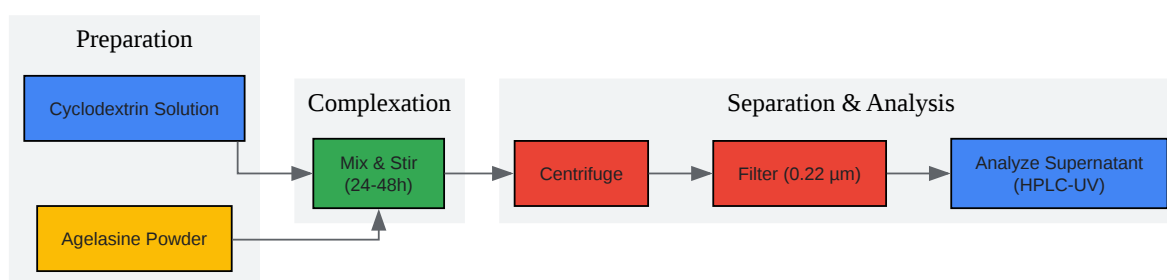 Preparation
Cyclodextrin Solution
Agelasine Powder
Complexation
Mix & Stir
(24-48h)
Separation & Analysis
Centrifuge
Filter (0.22 µm)
Analyze Supernatant
(HPLC-UV)